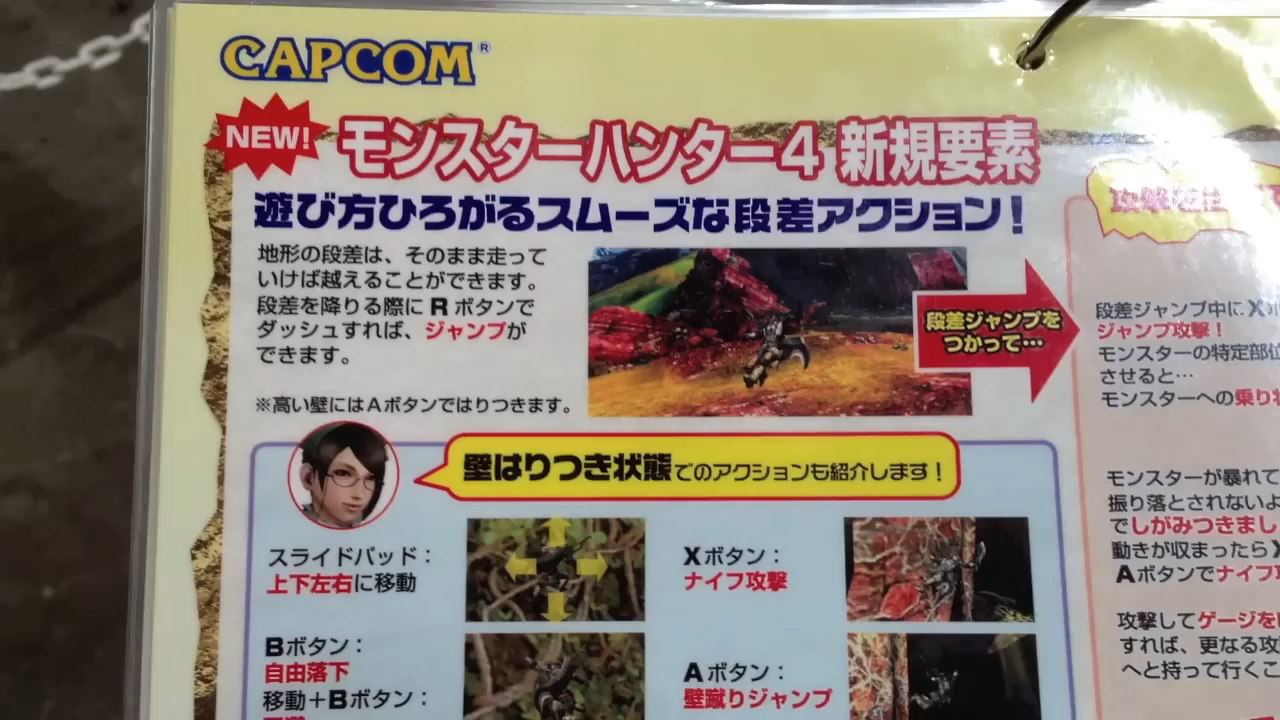 CAPCOM®
NEW!
モンスターハンター4 新規要素
遊び方ひろがるスムーズな段差アクション!
地形の段差は、そのまま走って
いけば越えることができます。
段差を降りる際に R ボタンで
ダッシュすれば、ジャンプが
できます。
※高い壁にはAボタンではりつきます。
段差ジャンプを
つかって…
壁はりつき状態でのアクションも紹介します!
スライドパッド:
上下左右に移動
Xボタン:
ナイフ攻撃
Bボタン:
自由落下
移動+Bボタン:
Aボタン:
壁蹴りジャンプ
段差ジャンプ中にX
ジャンプ攻撃!
モンスターの特定部位
させると…
モンスターへの乗り
モンスターが暴れて
振り落とされないよ
でしがみつきまし
動きが収まったら
Aボタンでナイフ
攻撃してゲージを
すれば、更なる攻
へと持って行くこ